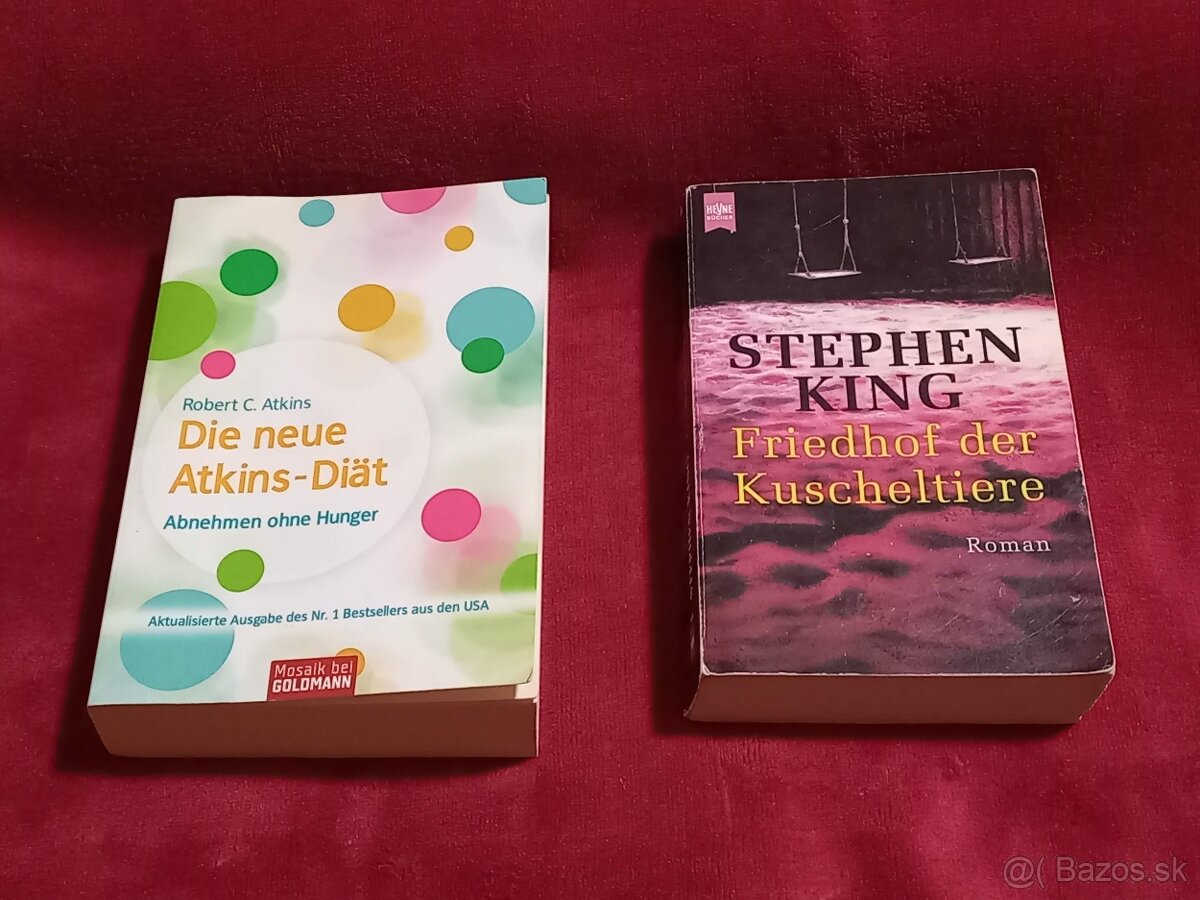 Robert C. Atkins
Die neue
Atkins-Diät
Abnehmen ohne Hunger
Aktualisierte Ausgabe des Nr. 1 Bestsellers aus den USA
Mosaik bei
GOLDMANN
HEYNE
BÜCHER
STEPHEN
KING
Friedhof der
Kuscheltiere
Roman
@( Bazos.sk